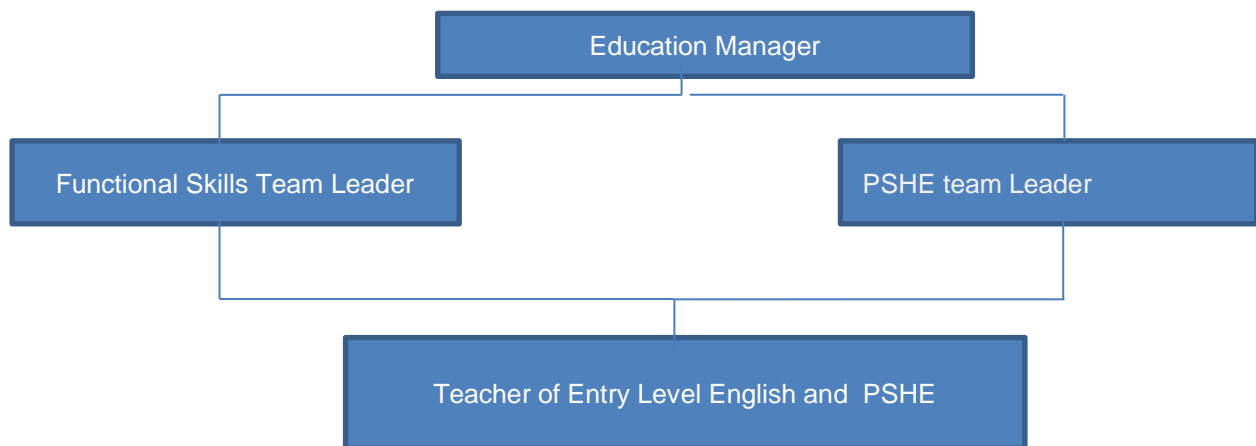 Education Manager
Functional Skills Team Leader
PSHE team Leader
Teacher of Entry Level English and  PSHE